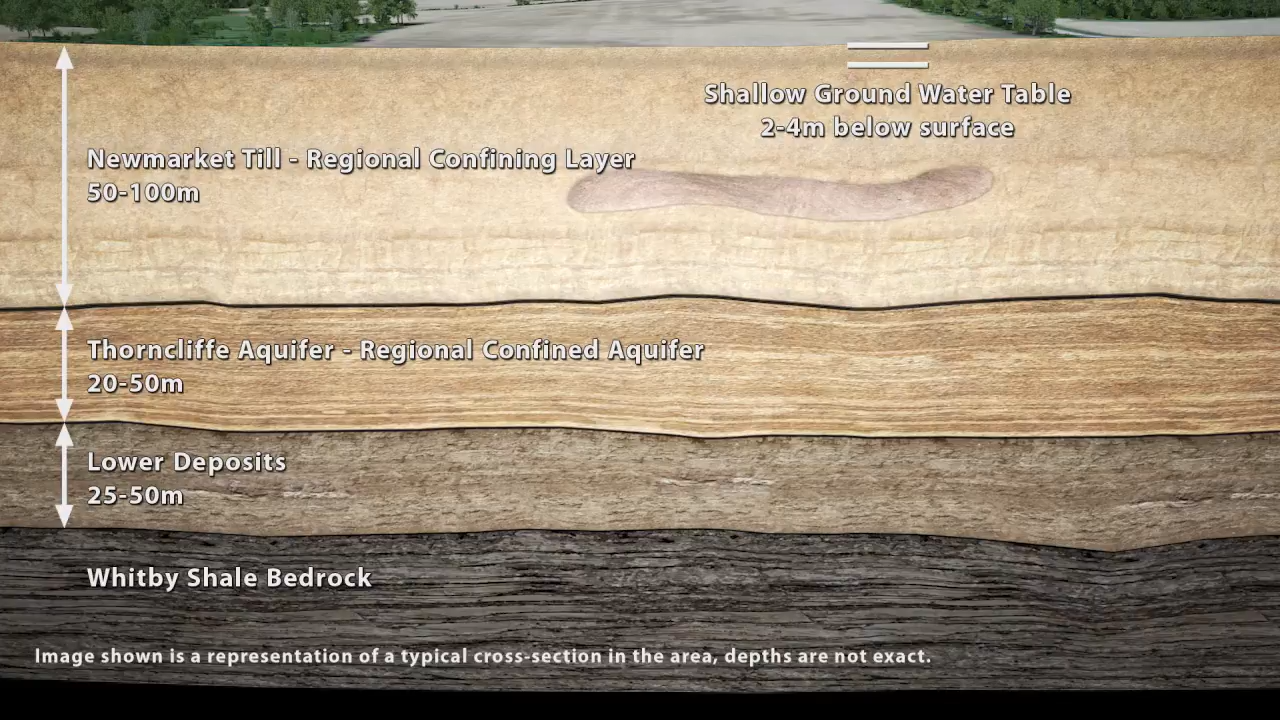 Shallow Ground Water Table
2-4m below surface
Newmarket Till - Regional Confining Layer
50-100m
Thorncliffe Aquifer - Regional Confined Aquifer
20-50m
Lower Deposits
25-50m
Whitby Shale Bedrock
Image shown is a representation of a typical cross-section in the area, depths are not exact.